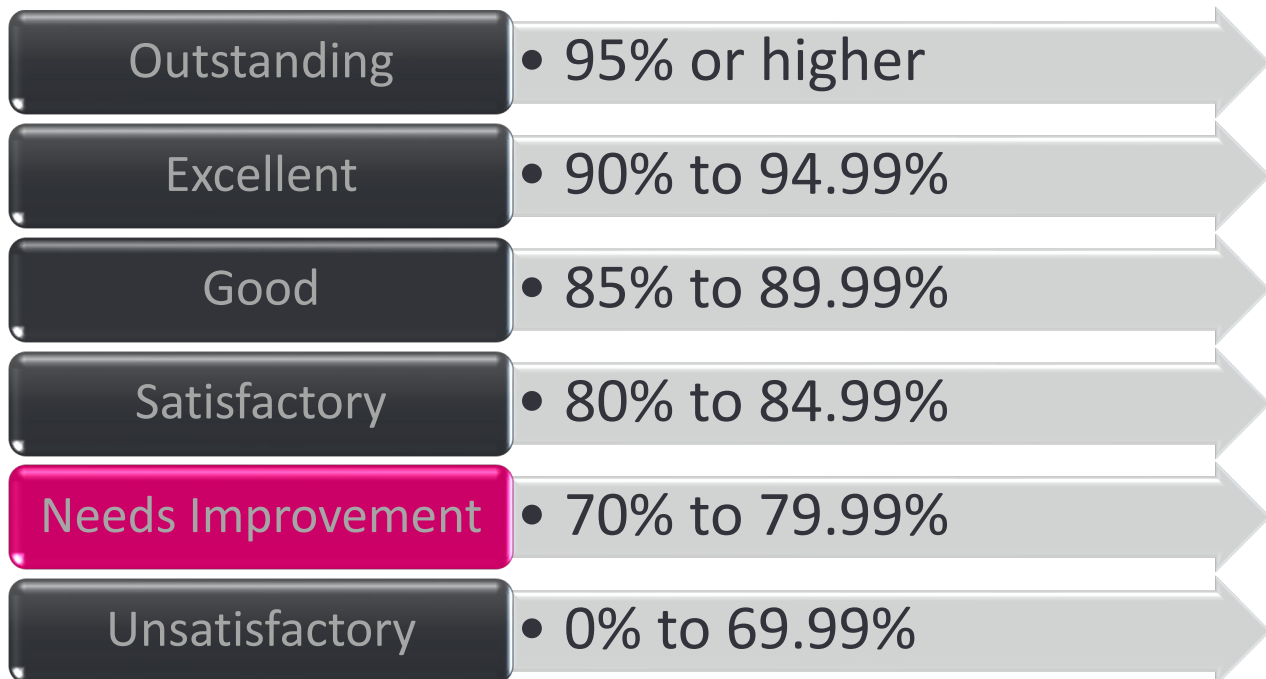 Outstanding
• 95% or higher
Excellent
• 90% to 94.99%
Good
• 85% to 89.99%
Satisfactory
• 80% to 84.99%
Needs Improvement
• 70% to 79.99%
Unsatisfactory
• 0% to 69.99%